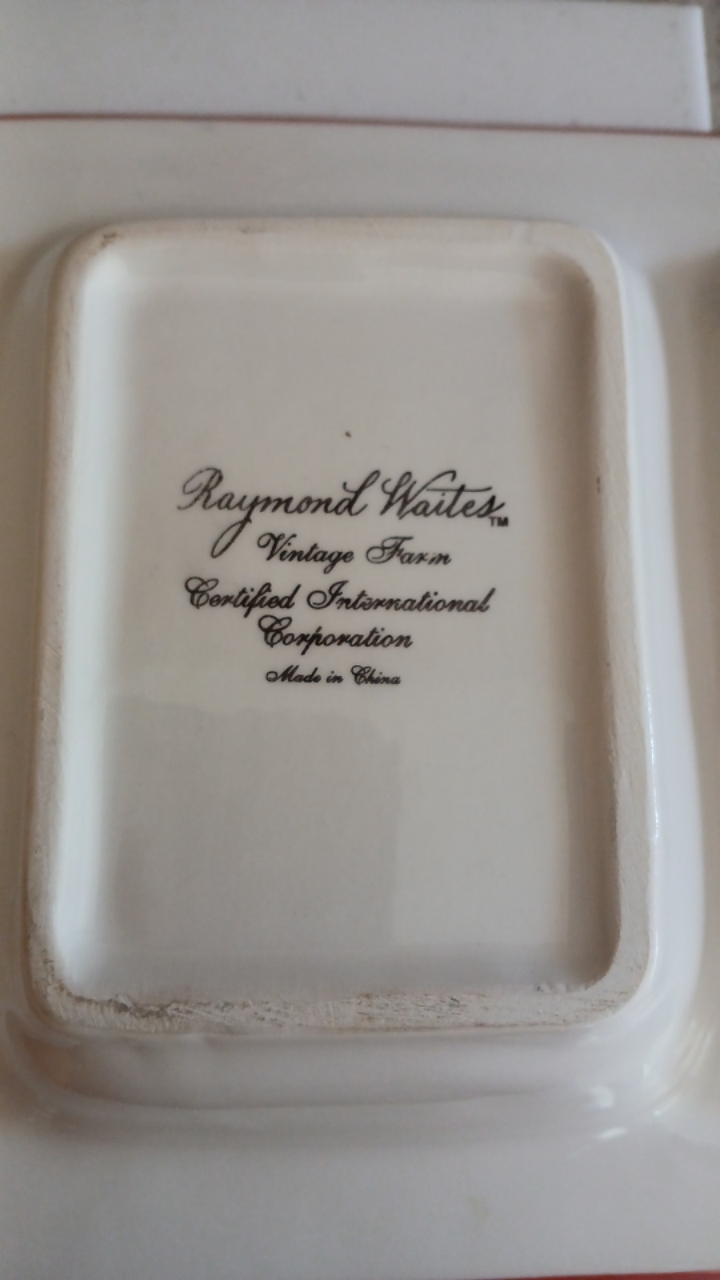 Raymond Waites™
Vintage Farm
Certified International
Corporation
Made in China